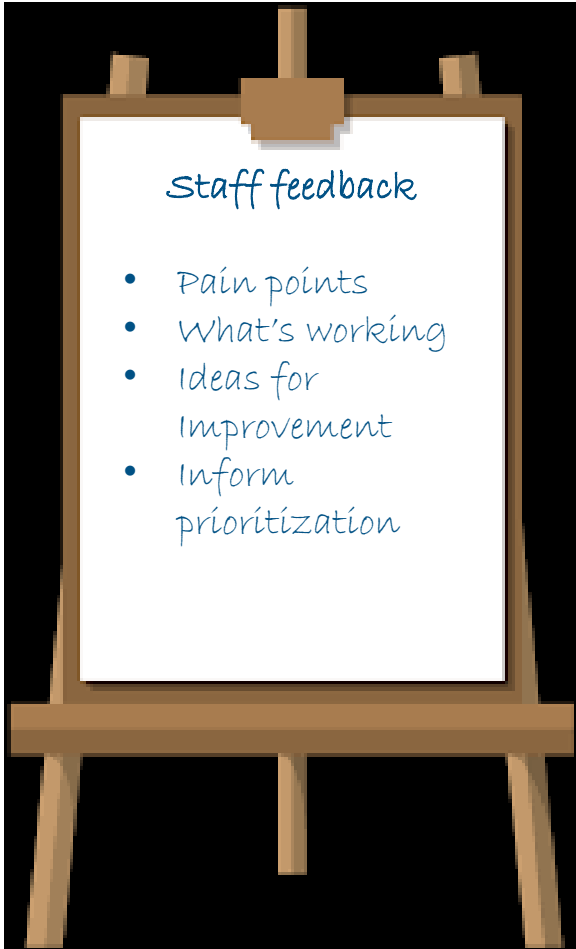 Staff feedback
• Pain points
• What's working
• Ideas for
Improvement
• Inform
prioritization